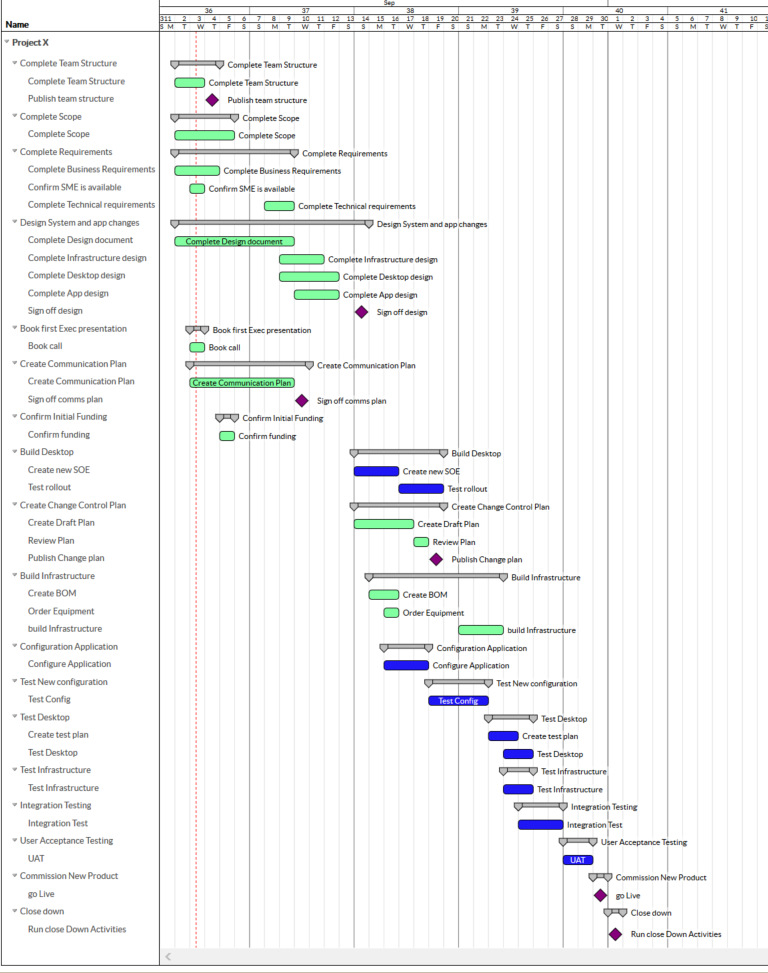 Sep
36 37 38 39 40 41
31 1 2 3 4 5 6 7 8 9 10 11 12 13 14 15 16 17 18 19 20 21 22 23 24 25 26 27 28 29 30 1 2 3 4 5 6 7 8 9 10
Name
S M T W T F S S M T W T F S S M T W T F S S M T W T F S S M T W T F S S M T W T F S
Project X
Complete Team Structure Complete Team Structure
Complete Team Structure Complete Team Structure
Publish team structure Publish team structure
Complete Scope Complete Scope
Complete Scope Complete Scope
Complete Requirements Complete Requirements
Complete Business Requirements Complete Business Requirements
Confirm SME is available Confirm SME is available
Complete Technical requirements Complete Technical requirements
Design System and app changes Design System and app changes
Complete Design document Complete Design document
Complete Infrastructure design Complete Infrastructure design
Complete Desktop design Complete Desktop design
Complete App design Complete App design
Sign off design Sign off design
Book first Exec presentation Book first Exec presentation
Book call Book call
Create Communication Plan Create Communication Plan
Create Communication Plan Create Communication Plan
Sign off comms plan Sign off comms plan
Confirm Initial Funding Confirm Initial Funding
Confirm funding Confirm funding
Build Desktop Build Desktop
Create new SOE Create new SOE
Test rollout Test rollout
Create Change Control Plan Create Change Control Plan
Create Draft Plan Create Draft Plan
Review Plan Review Plan
Publish Change plan Publish Change plan
Build Infrastructure Build Infrastructure
Create BOM Create BOM
Order Equipment Order Equipment
build Infrastructure build Infrastructure
Configuration Application Configuration Application
Configure Application Configure Application
Test New configuration Test New configuration
Test Config Test Config
Test Desktop Test Desktop
Create test plan Create test plan
Test Desktop Test Desktop
Test Infrastructure Test Infrastructure
Test Infrastructure Test Infrastructure
Integration Testing Integration Testing
Integration Test Integration Test
User Acceptance Testing User Acceptance Testing
UAT UAT
Commission New Product Commission New Product
go Live go Live
Close down Close down
Run close Down Activities Run close Down Activities